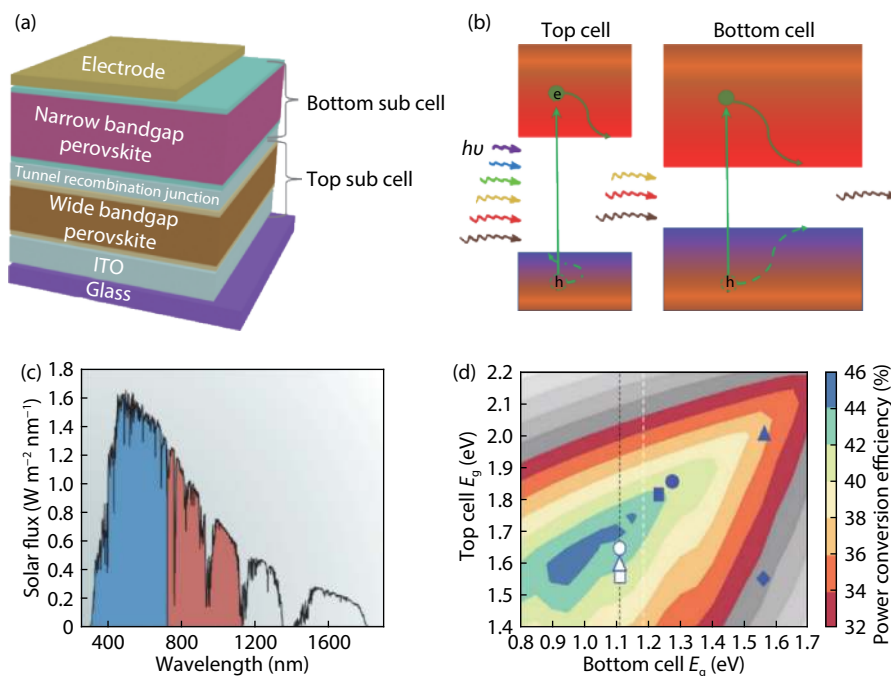 (a)
Electrode
Narrow bandgap
perovskite
Tunnel recombination junction
Wide bandgap
perovskite
ITO
Glass
Bottom sub cell
Top sub cell
(b)
Top cell
Bottom cell
e
hυ
h
h
(c)
1.8
1.6
1.4
1.2
1.0
0.8
0.6
0.4
0.2
0
Solar flux (W m⁻² nm⁻¹)
400
800
1200
1600
Wavelength (nm)
(d)
2.2
2.1
2.0
1.9
1.8
1.7
1.6
1.5
1.4
Top cell Eg (eV)
0.8 0.9 1.0 1.1 1.2 1.3 1.4 1.5 1.6 1.7
Bottom cell Eg (eV)
46
44
42
38
36
34
32
Power conversion efficiency (%)